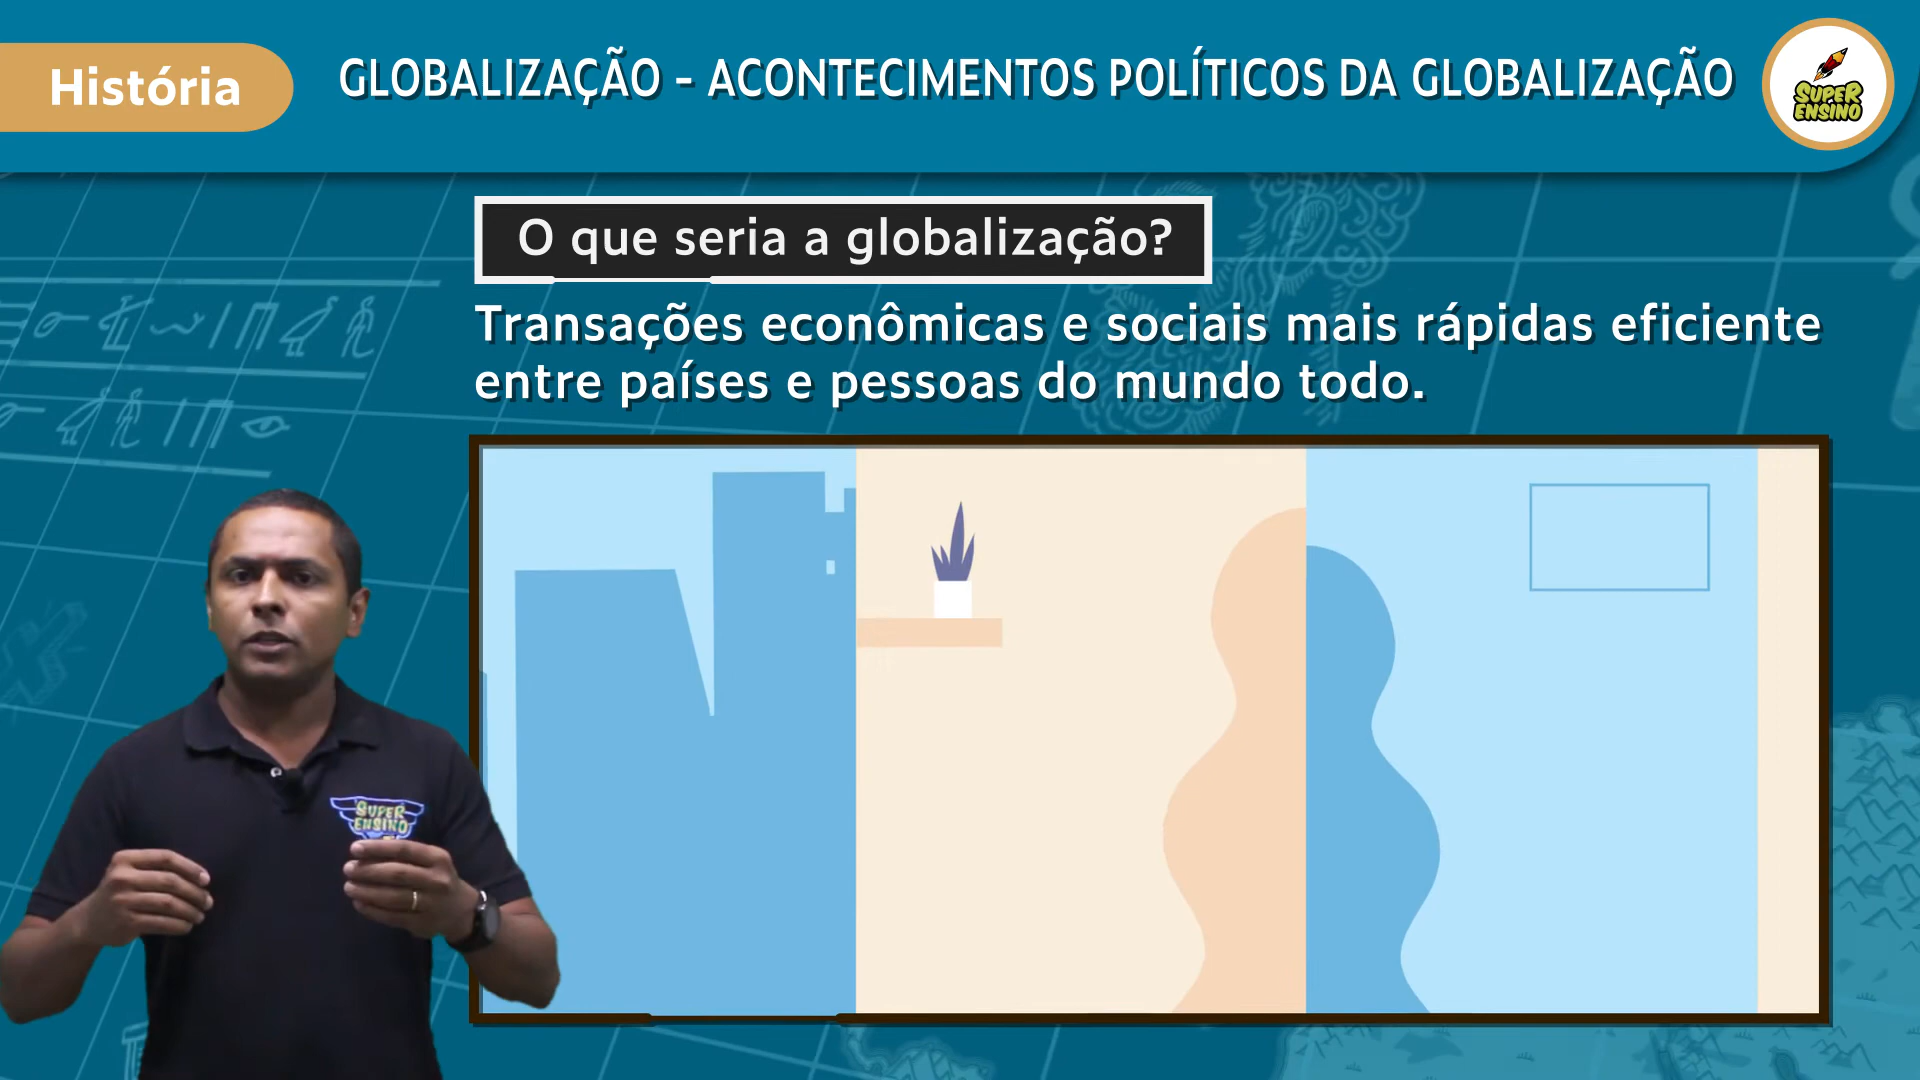 História
GLOBALIZAÇÃO - ACONTECIMENTOS POLÍTICOS DA GLOBALIZAÇÃO
SUPER
ENSINO
O que seria a globalização?
Transações econômicas e sociais mais rápidas eficiente
entre países e pessoas do mundo todo.
SUPER
ENSINO